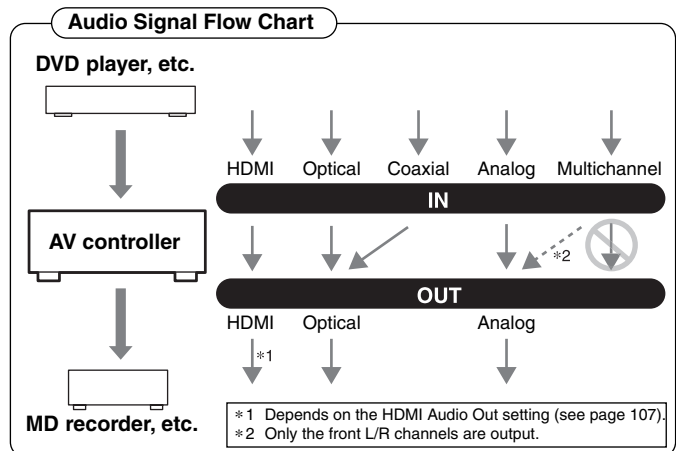 Audio Signal Flow Chart
DVD player, etc.
HDMI Optical Coaxial Analog Multichannel
IN
AV controller
*2
OUT
HDMI Optical Analog
*1
MD recorder, etc.
*1 Depends on the HDMI Audio Out setting (see page 107).
*2 Only the front L/R channels are output.